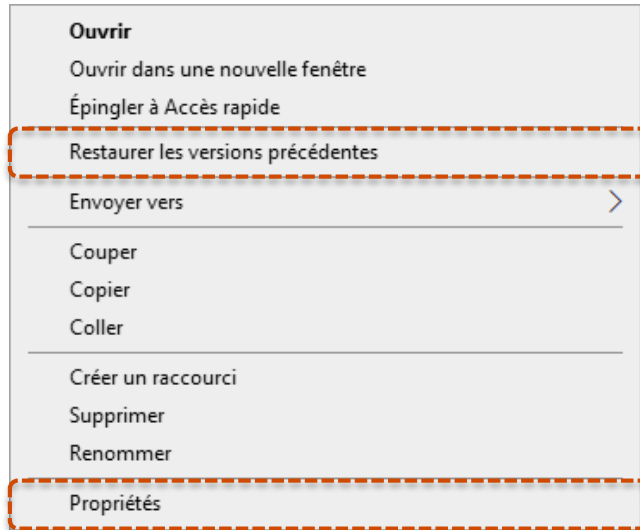 Ouvrir
Ouvrir dans une nouvelle fenêtre
Épingler à Accès rapide
Restaurer les versions précédentes
Envoyer vers
Couper
Copier
Coller
Créer un raccourci
Supprimer
Renommer
Propriétés